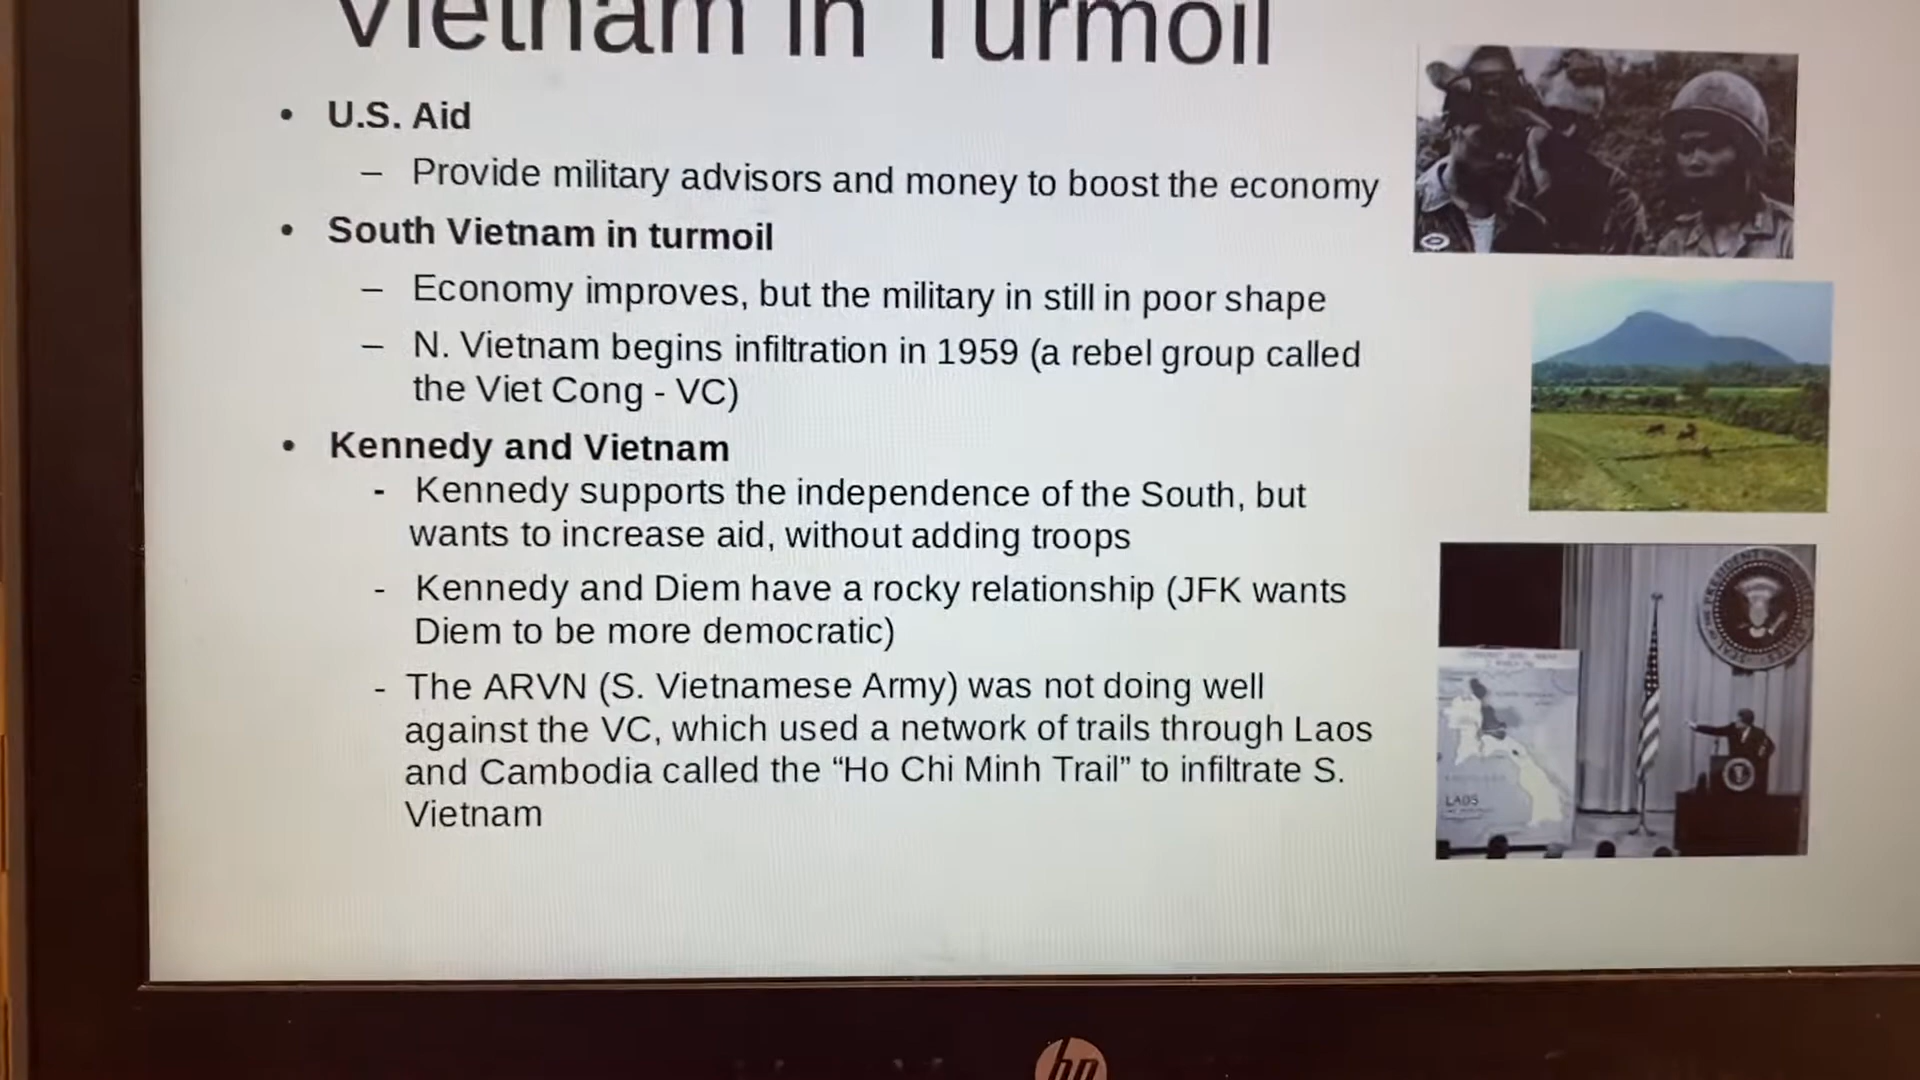 Vietnam in Turmoil
• U.S. Aid
– Provide military advisors and money to boost the economy
• South Vietnam in turmoil
– Economy improves, but the military in still in poor shape
– N. Vietnam begins infiltration in 1959 (a rebel group called
the Viet Cong - VC)
• Kennedy and Vietnam
- Kennedy supports the independence of the South, but
wants to increase aid, without adding troops
- Kennedy and Diem have a rocky relationship (JFK wants
Diem to be more democratic)
- The ARVN (S. Vietnamese Army) was not doing well
against the VC, which used a network of trails through Laos
and Cambodia called the “Ho Chi Minh Trail” to infiltrate S.
Vietnam
LAOS
hp